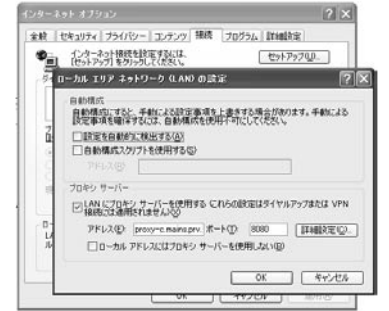 インターネット オプション
全般 セキュリティ プライバシー コンテンツ 接続 プログラム 詳細設定
インターネット接続を設定するには、
[セットアップ] をクリックしてください。
セットアップ(U)...
ローカル エリア ネットワーク (LAN) の設定
自動構成
自動構成にすると、手動による設定事項を上書きする場合があります。手動による
設定事項を確保するには、自動構成を使用不可にしてください。
設定を自動的に検出する(A)
自動構成スクリプトを使用する(S)
アドレス(R)
プロキシ サーバー
LAN にプロキシ サーバーを使用する これらの設定はダイヤルアップまたは VPN
接続には適用されません)(X)
アドレス(E): proxy-c.mains.prv. ポート(T): 8080 詳細設定(C)...
ローカル アドレスにはプロキシ サーバーを使用しない(B)
OK キャンセル
OK キャンセル